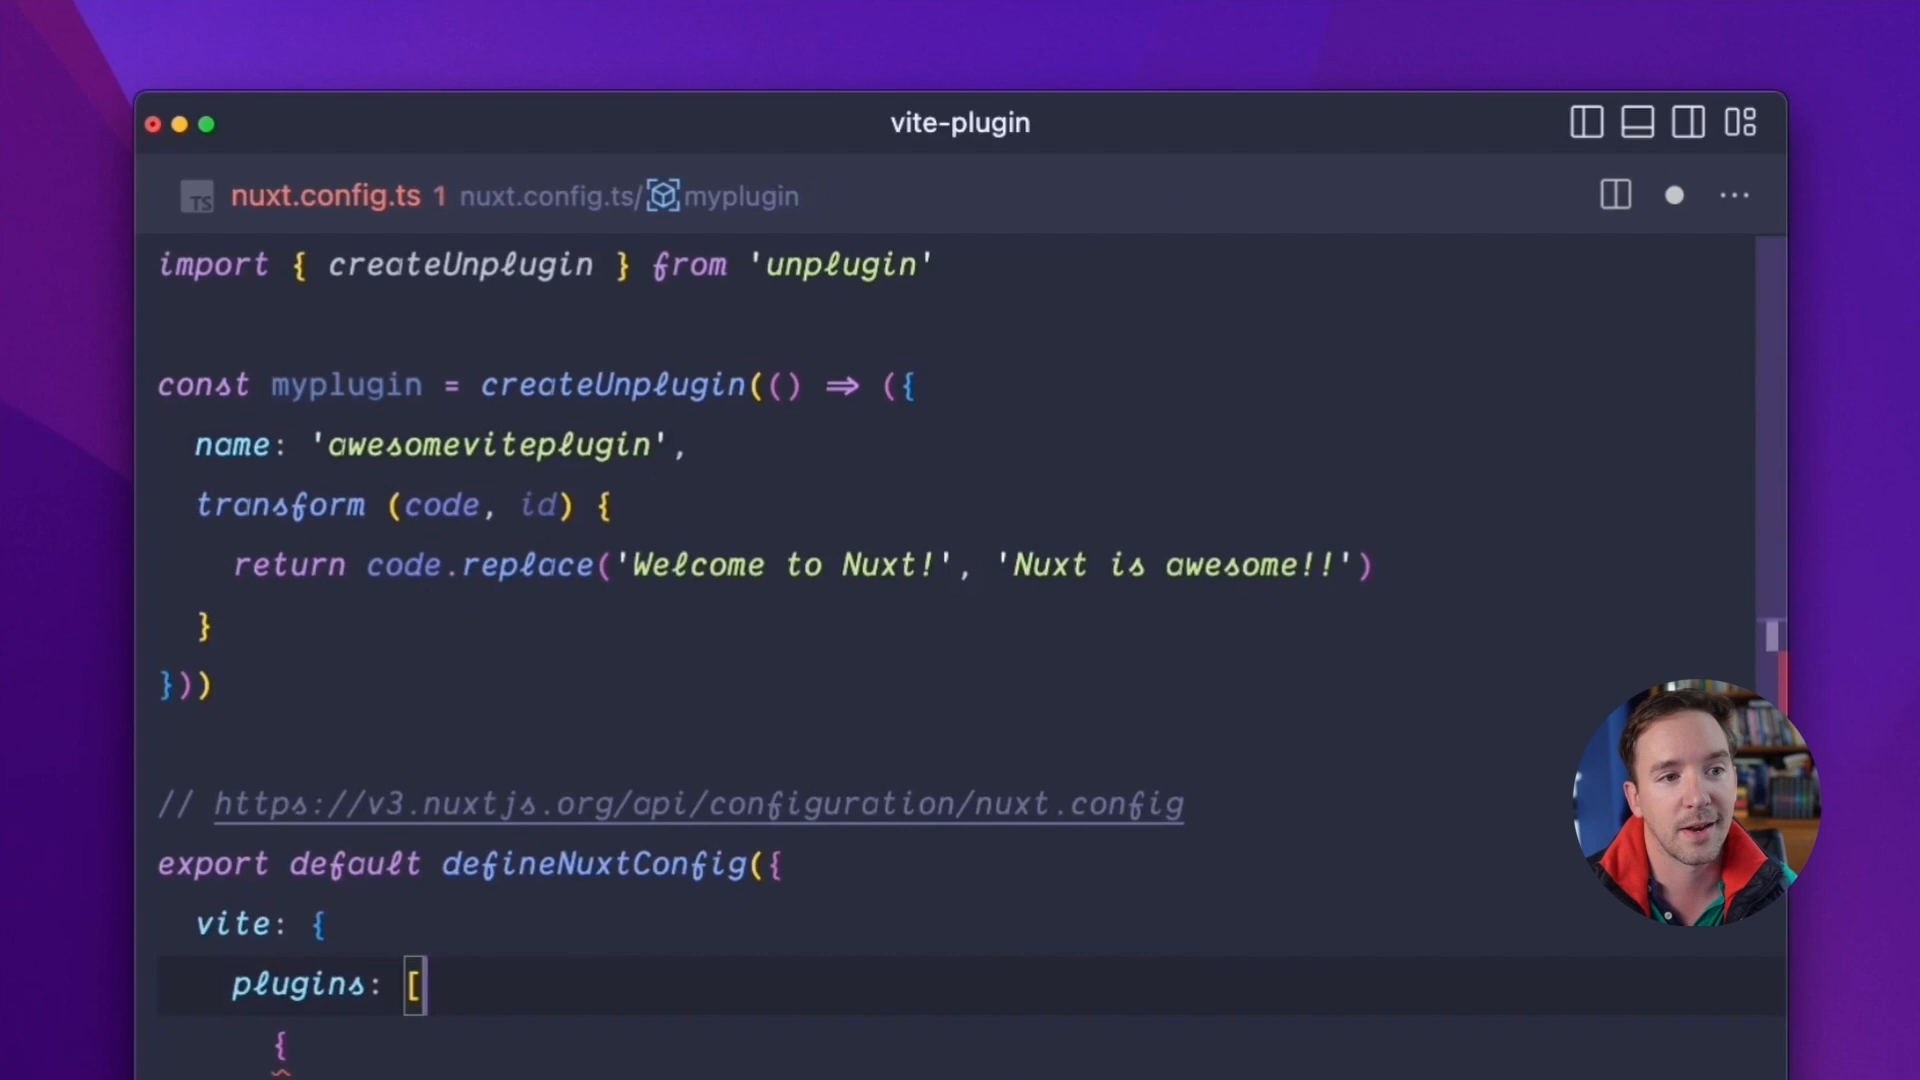 vite-plugin
TS nuxt.config.ts 1 nuxt.config.ts/myplugin
import { createUnplugin } from 'unplugin'
const myplugin = createUnplugin(() => ({
name: 'awesomeviteplugin',
transform (code, id) {
return code.replace('Welcome to Nuxt!', 'Nuxt is awesome!!')
}
}))
// https://v3.nuxtjs.org/api/configuration/nuxt.config
export default defineNuxtConfig({
vite: {
plugins: [
{